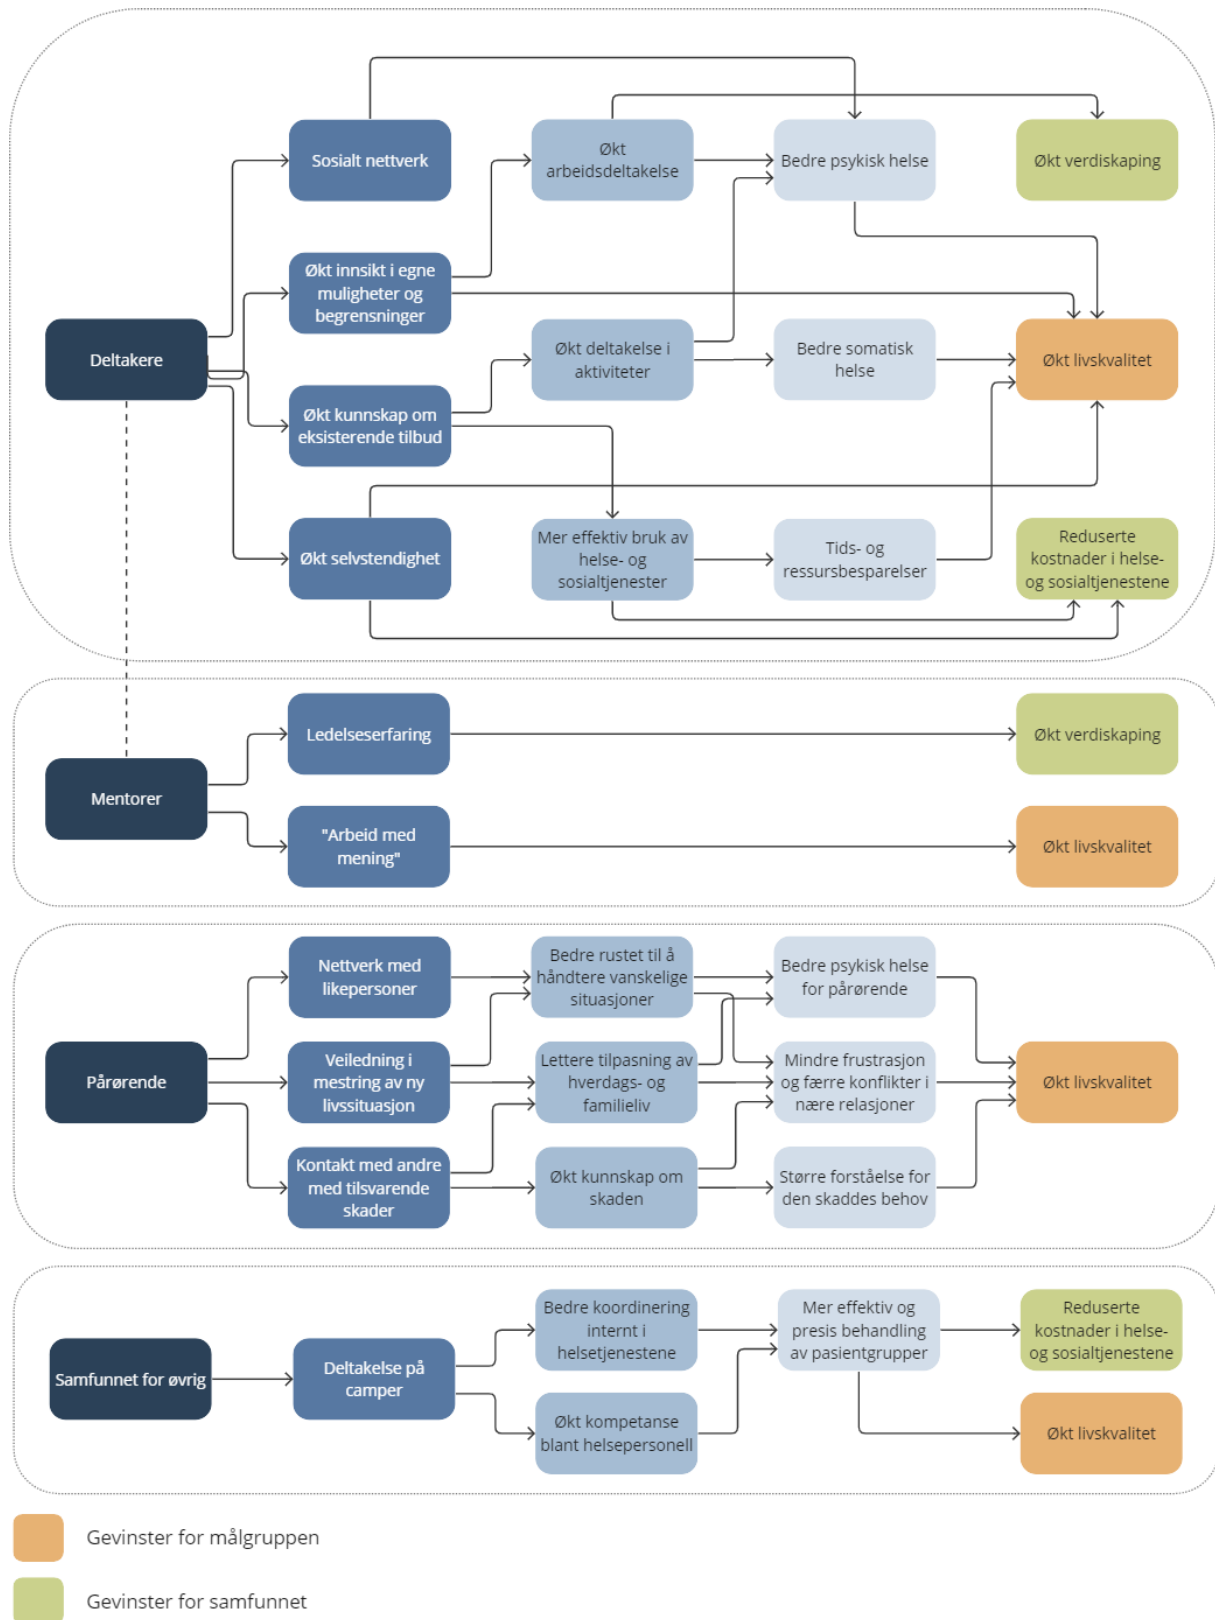 Sosialt nettverk
Økt
arbeidsdeltakelse
Bedre psykisk helse
Økt verdiskaping
Økt innsikt i egne
muligheter og
begrensninger
Deltakere
Økt deltakelse i
aktiviteter
Bedre somatisk
helse
Økt livskvalitet
Økt kunnskap om
eksisterende tilbud
Økt selvstendighet
Mer effektiv bruk av
helse- og
sosialtjenester
Tids- og
ressursbesparelser
Reduserte
kostnader i helse-
og sosialtjenestene
Mentorer
Ledelseserfaring
Økt verdiskaping
"Arbeid med
mening"
Økt livskvalitet
Nettverk med
likepersoner
Bedre rustet til å
håndtere vanskelige
situasjoner
Bedre psykisk helse
for pårørende
Pårørende
Veiledning i
mestring av ny
livssituasjon
Lettere tilpasning av
hverdags- og
familieliv
Mindre frustrasjon
og færre konflikter i
nære relasjoner
Økt livskvalitet
Kontakt med andre
med tilsvarende
skader
Økt kunnskap om
skaden
Større forståelse for
den skaddes behov
Samfunnet for øvrig
Deltakelse på
camper
Bedre koordinering
internt i
helsetjenestene
Mer effektiv og
presis behandling
av pasientgrupper
Reduserte
kostnader i helse-
og sosialtjenestene
Økt kompetanse
blant helsepersonell
Økt livskvalitet
Gevinster for målgruppen
Gevinster for samfunnet